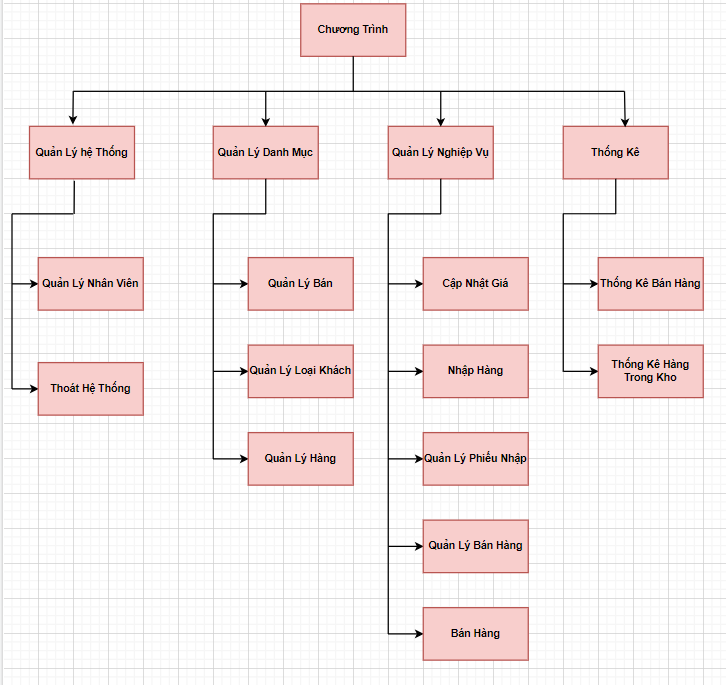 Chương Trình
Quản Lý hệ Thống
Quản Lý Danh Mục
Quản Lý Nghiệp Vụ
Thống Kê
Quản Lý Nhân Viên
Quản Lý Bán
Cập Nhật Giá
Thống Kê Bán Hàng
Thoát Hệ Thống
Quản Lý Loại Khách
Nhập Hàng
Thống Kê Hàng
Trong Kho
Quản Lý Hàng
Quản Lý Phiếu Nhập
Quản Lý Bán Hàng
Bán Hàng